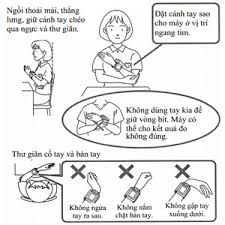 Ngồi thoải mái, thẳng
lưng, giữ cánh tay chéo
qua ngực và thư giãn.
Đặt cánh tay sao
cho máy ở vị trí
ngang tim.
Không dùng tay kia để
giữ vòng bít. Máy có
thể cho kết quả đo
không đúng.
Thư giãn cổ tay và bàn tay
Không ngửa
tay ra sau.
Không nắm
chặt bàn tay.
Không gập tay
xuống dưới.